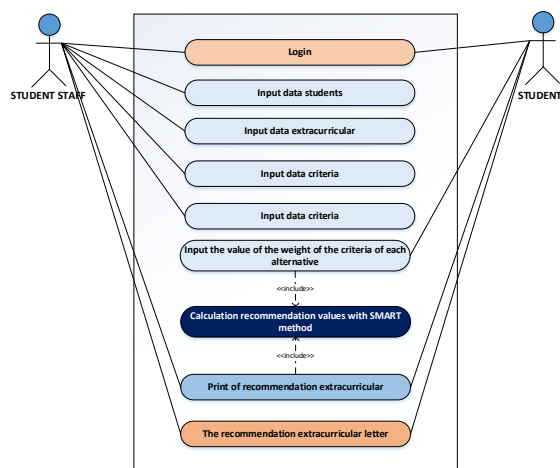 Login
STUDENT STAFF
STUDENT
Input data students
Input data extracurricular
Input data criteria
Input data criteria
Input the value of the weight of the criteria of each
alternative
<<include>>
Calculation recommendation values with SMART
method
<<include>>
Print of recommendation extracurricular
The recommendation extracurricular letter